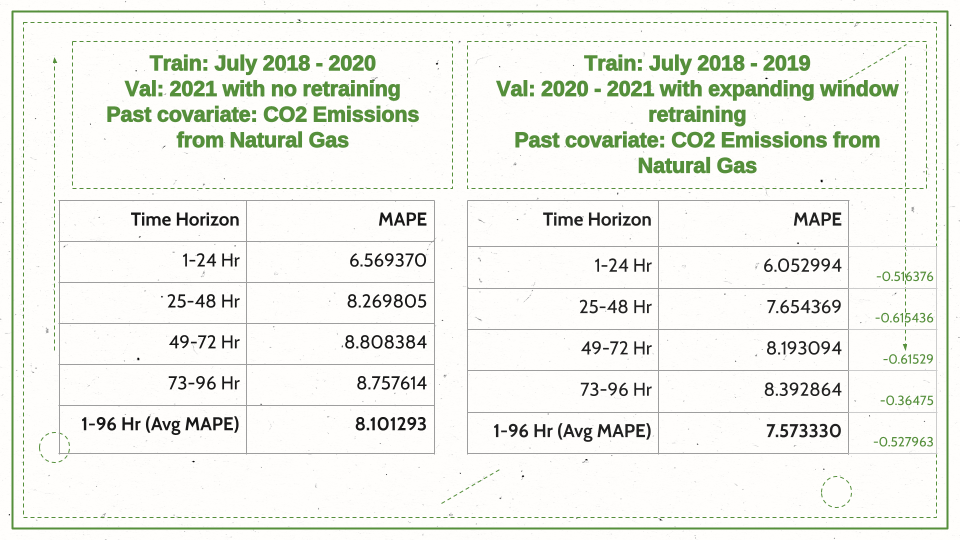 Train: July 2018 - 2020
Val: 2021 with no retraining
Past covariate: CO2 Emissions
from Natural Gas
Time Horizon MAPE
1-24 Hr 6.569370
25-48 Hr 8.269805
49-72 Hr 8.808384
73-96 Hr 8.757614
1-96 Hr (Avg MAPE) 8.101293
Train: July 2018 - 2019
Val: 2020 - 2021 with expanding window
retraining
Past covariate: CO2 Emissions from
Natural Gas
Time Horizon MAPE
1-24 Hr 6.052994 -0.516376
25-48 Hr 7.654369 -0.615436
49-72 Hr 8.193094 -0.61529
73-96 Hr 8.392864 -0.36475
1-96 Hr (Avg MAPE) 7.573330 -0.527963